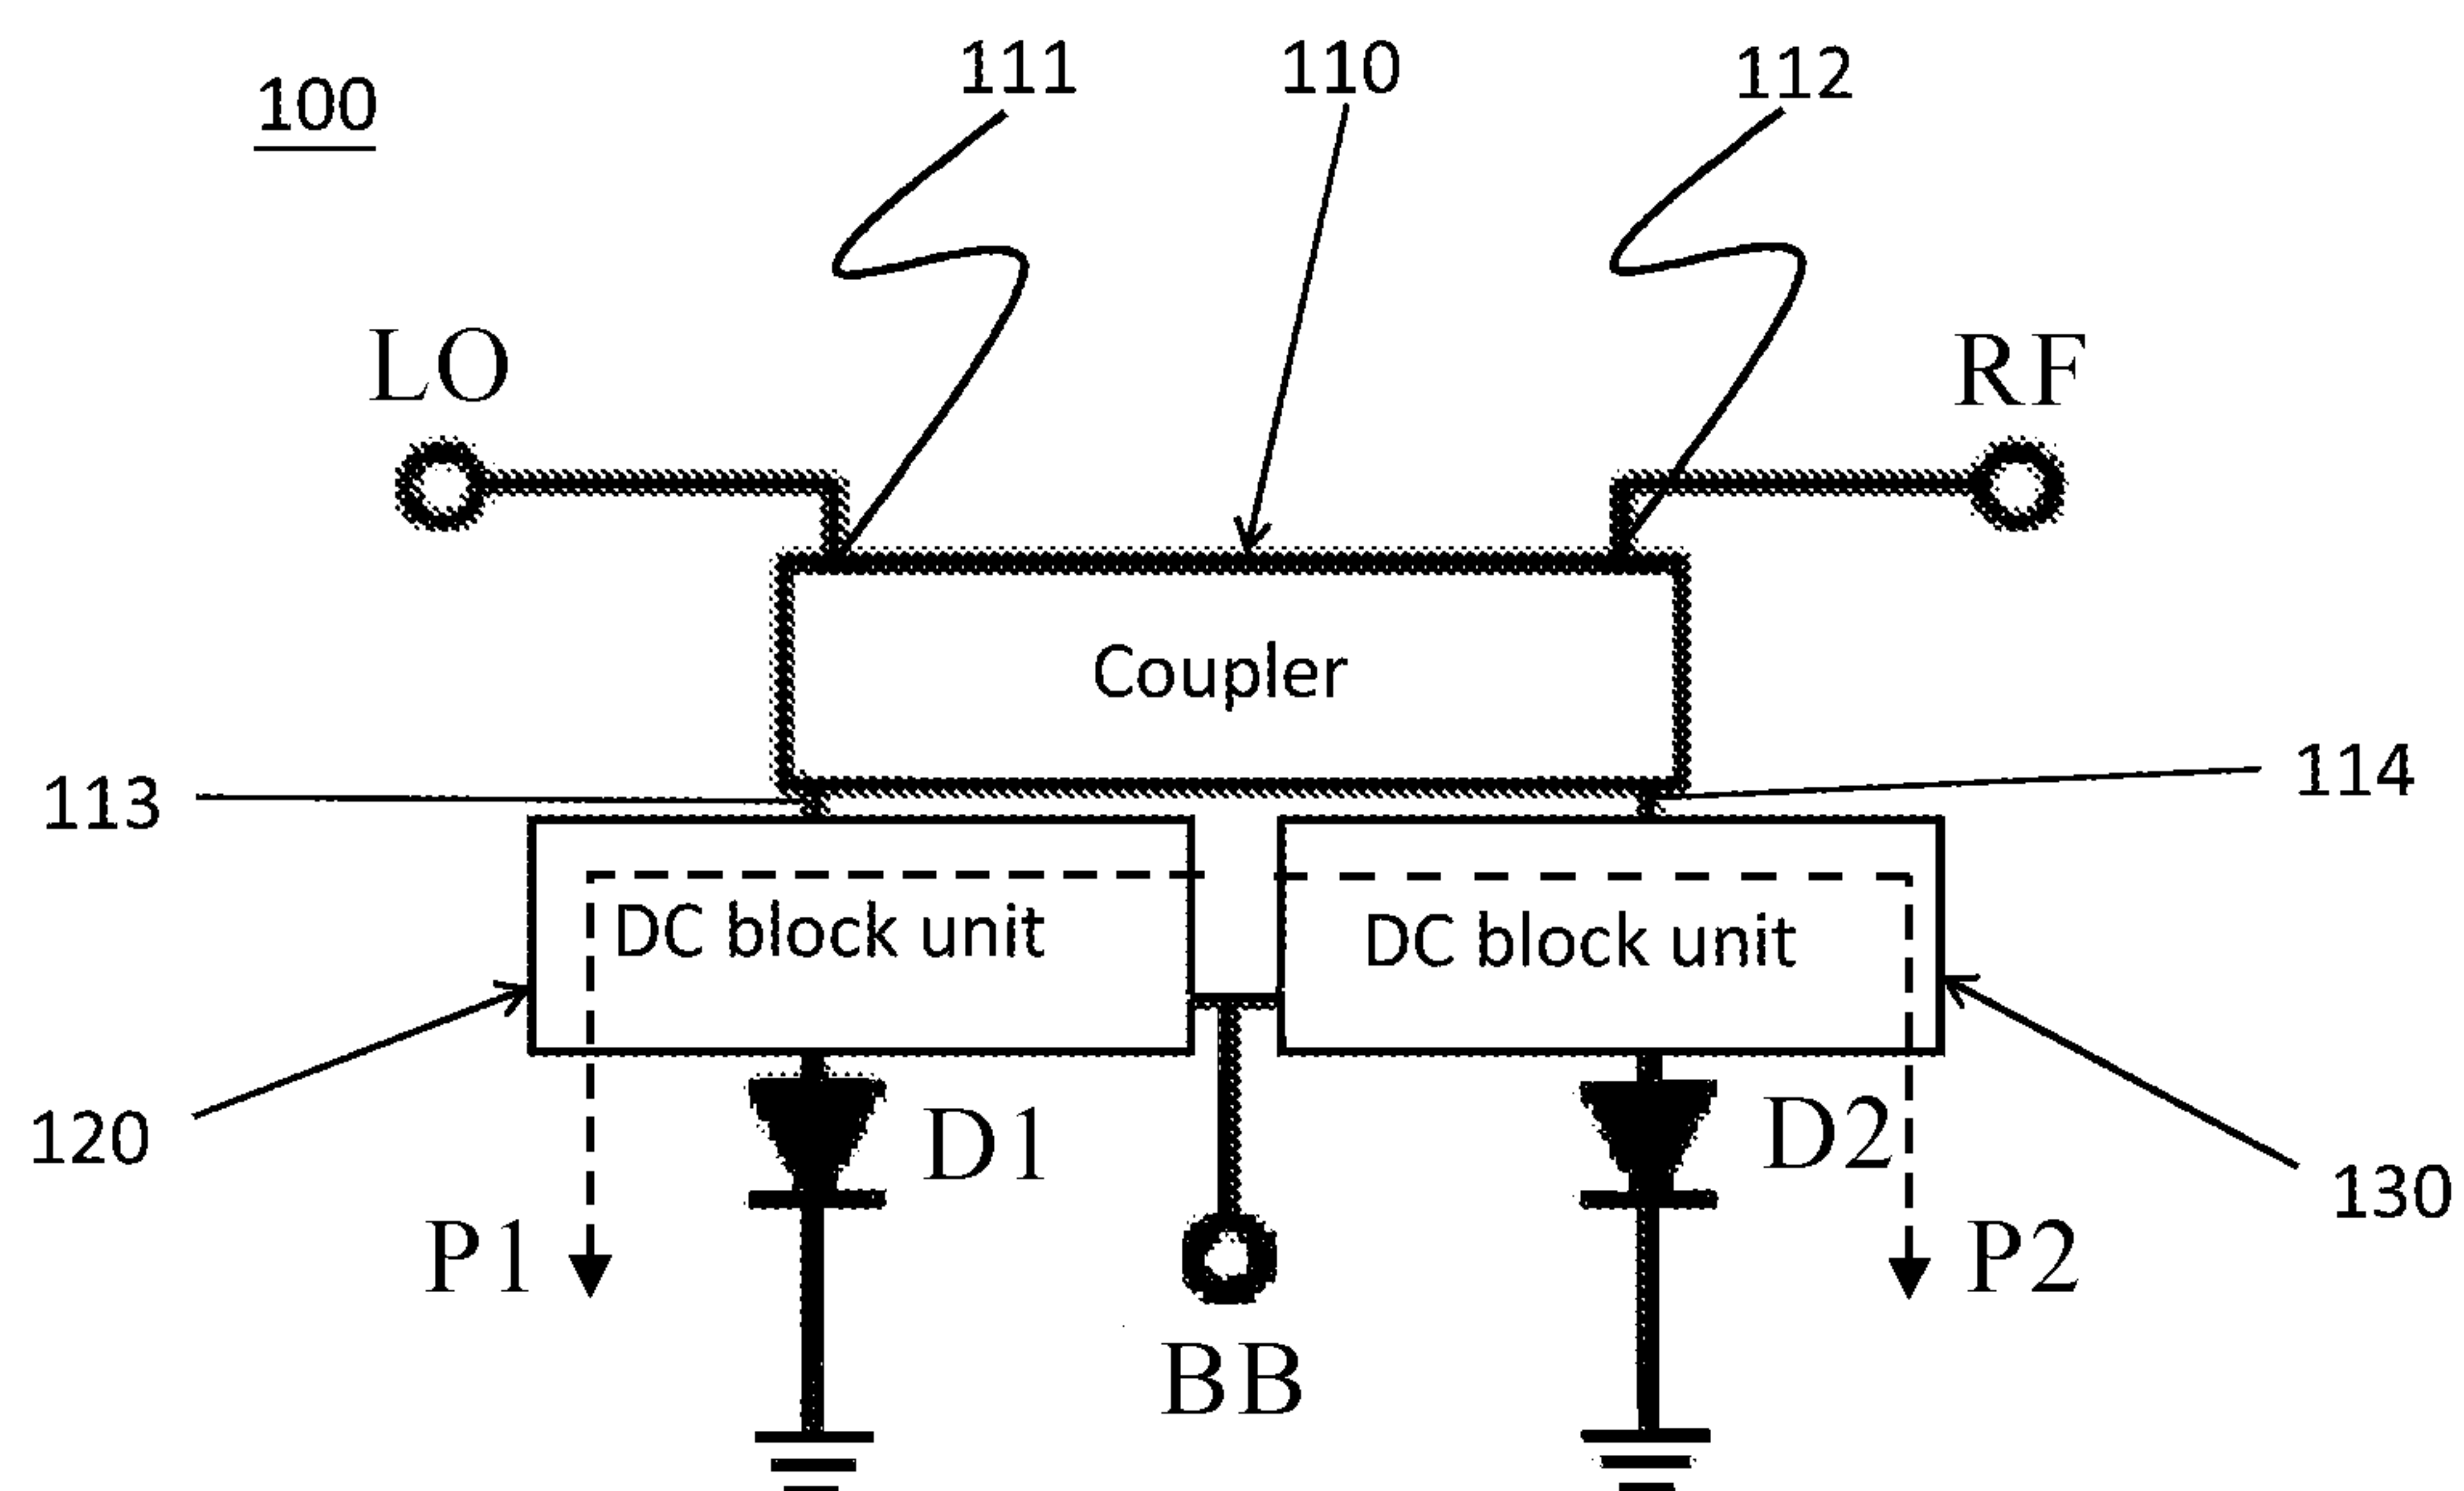 111 110 112
100
LO RF
Coupler
113 114
DC block unit DC block unit
120 D1 D2 130
P1 P2
BB